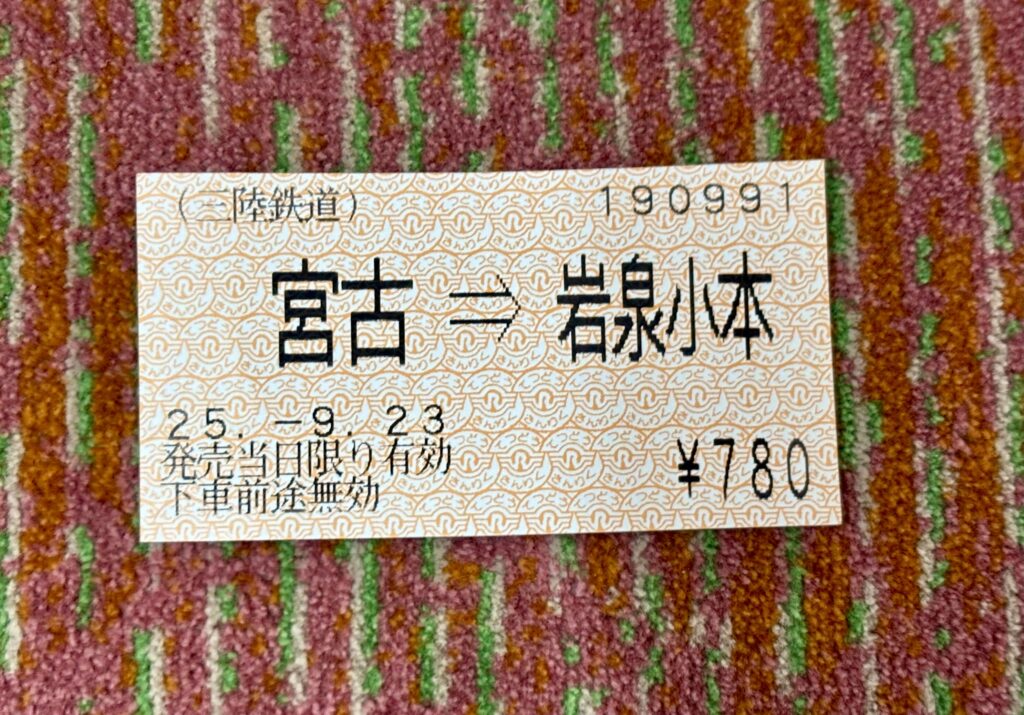 (三陸鉄道) 190991
宮古 ⇒ 岩泉小本
25.-9.23
発売当日限り有効
下車前途無効
¥780